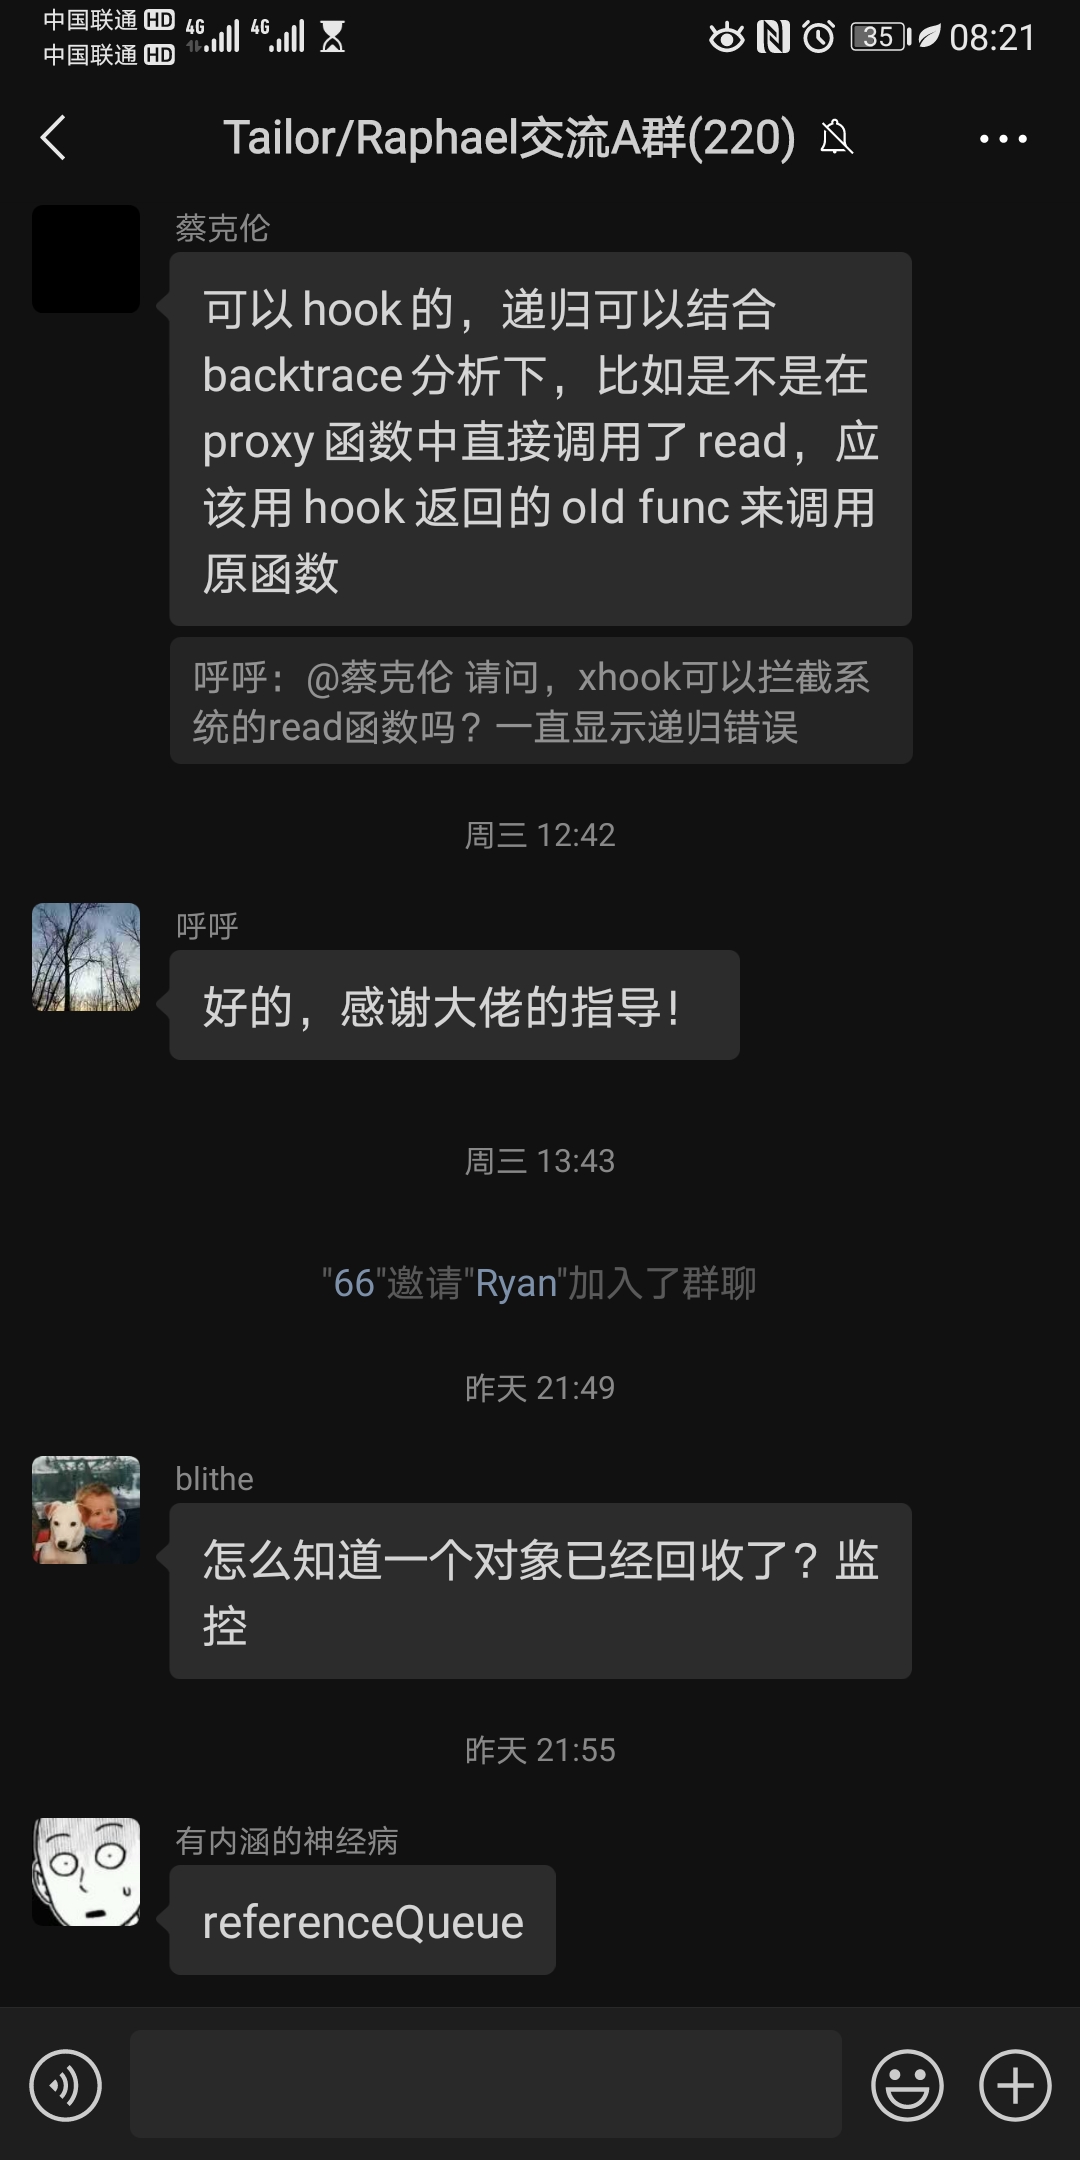 中国联通 HD
中国联通 HD
4G 4G
35 08:21
Tailor/Raphael交流A群(220)
蔡克伦
可以 hook 的，递归可以结合
backtrace 分析下，比如是不是在
proxy 函数中直接调用了 read，应
该用 hook 返回的 old func 来调用
原函数
呼呼：@蔡克伦 请问，xhook可以拦截系
统的read函数吗？一直显示递归错误
周三 12:42
呼呼
好的，感谢大佬的指导！
周三 13:43
"66"邀请"Ryan"加入了群聊
昨天 21:49
blithe
怎么知道一个对象已经回收了？监
控
昨天 21:55
有内涵的神经病
referenceQueue